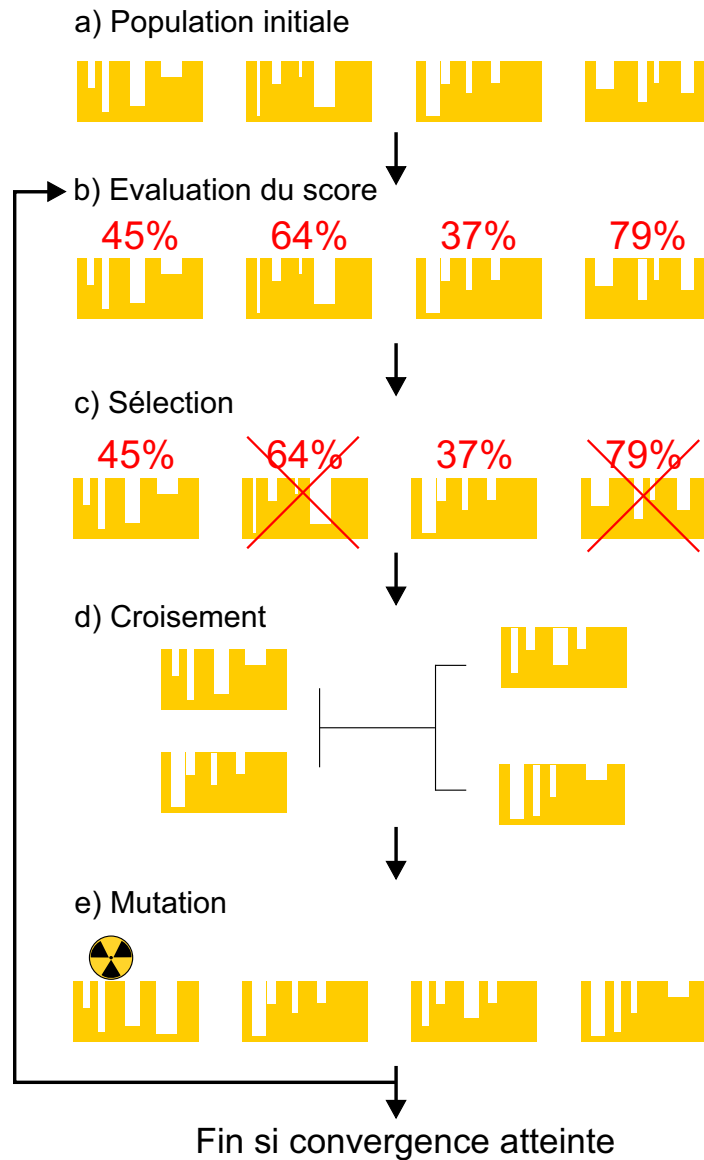 a) Population initiale
b) Evaluation du score
45% 64% 37% 79%
c) Sélection
45% 64% 37% 79%
d) Croisement
e) Mutation
Fin si convergence atteinte